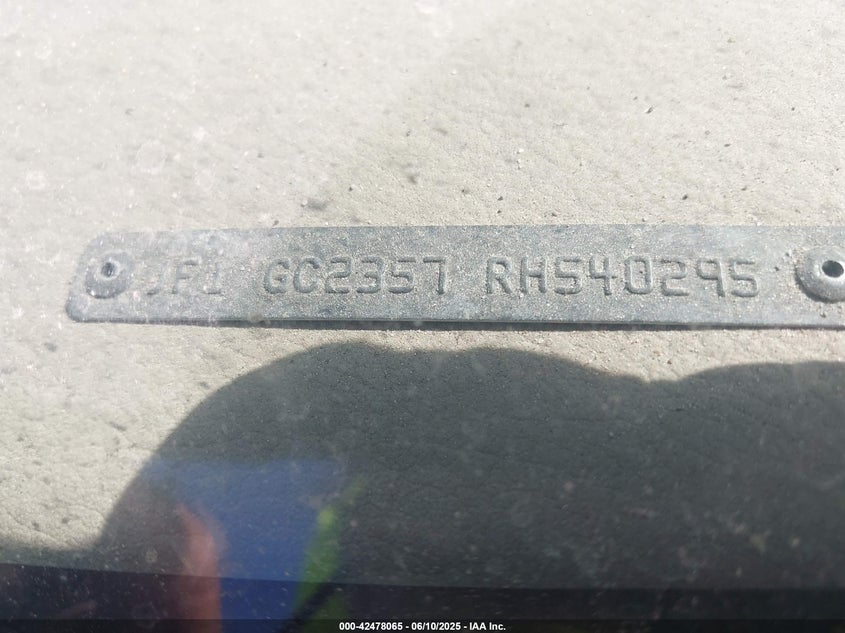 JF1 GC2357 RH540295
000-42478065 - 06/10/2025 - IAA Inc.